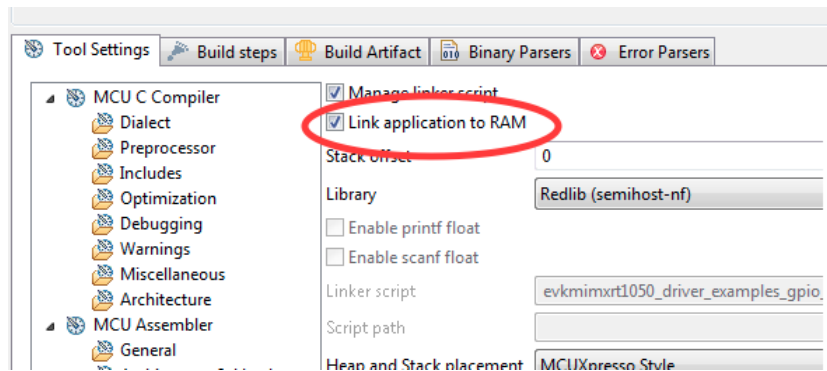 Tool Settings Build steps Build Artifact Binary Parsers Error Parsers
MCU C Compiler
Dialect
Preprocessor
Includes
Optimization
Debugging
Warnings
Miscellaneous
Architecture
MCU Assembler
General
Manage linker script
Link application to RAM
Stack offset 0
Library Redlib (semihost-nf)
Enable printf float
Enable scanf float
Linker script evkmimxrt1050_driver_examples_gpio_
Script path
Heap and Stack placement MCUXpresso Style